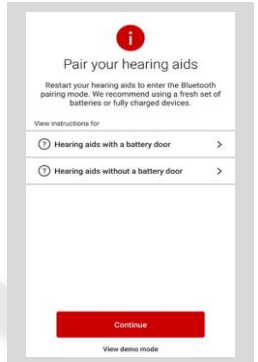 Pair your hearing aids
Restart your hearing aids to enter the Bluetooth
pairing mode. We recommend using a fresh set of
batteries or fully charged devices.
View instructions for
Hearing aids with a battery door
Hearing aids without a battery door
Continue
View demo mode